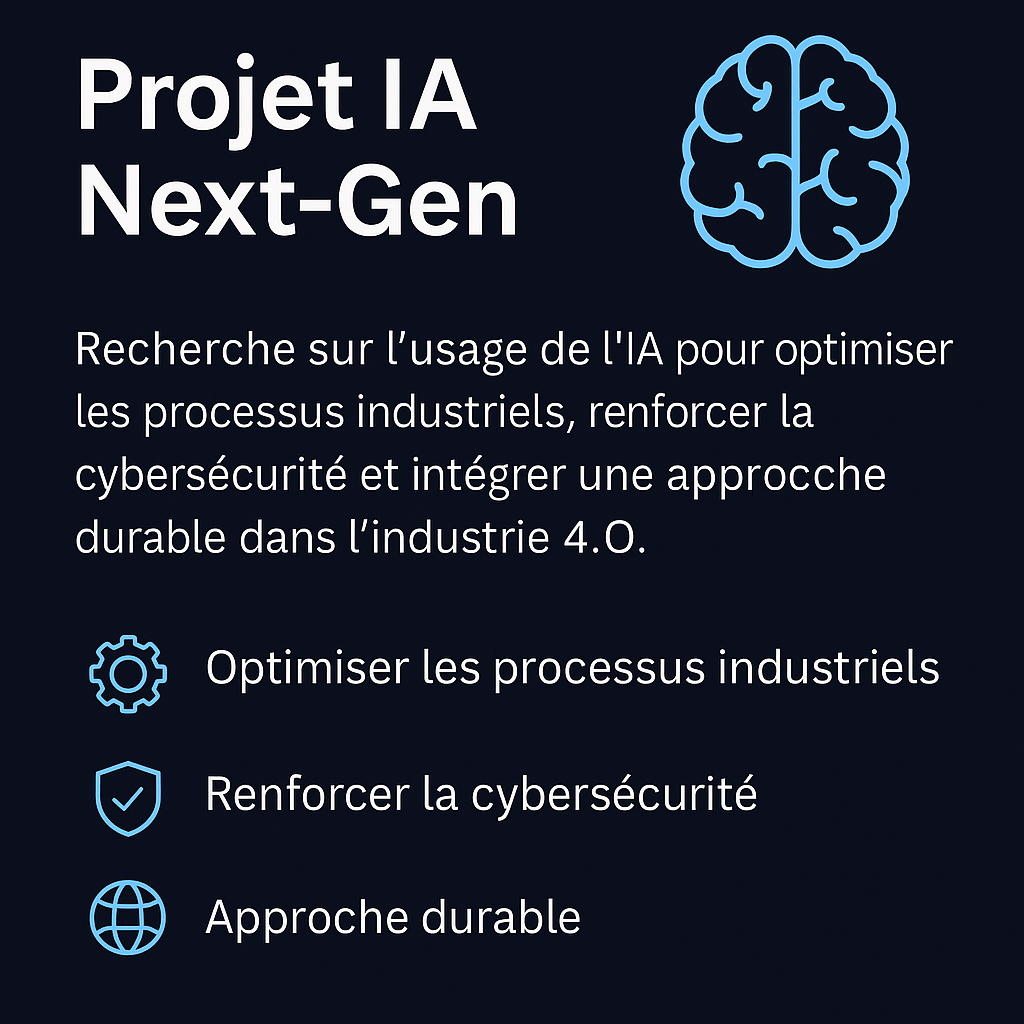 Projet IA
Next-Gen
Recherche sur l’usage de l'IA pour optimiser
les processus industriels, renforcer la
cybersécurité et intégrer une approcche
durable dans l’industrie 4.O.
Optimiser les processus industriels
Renforcer la cybersécurité
Approche durable